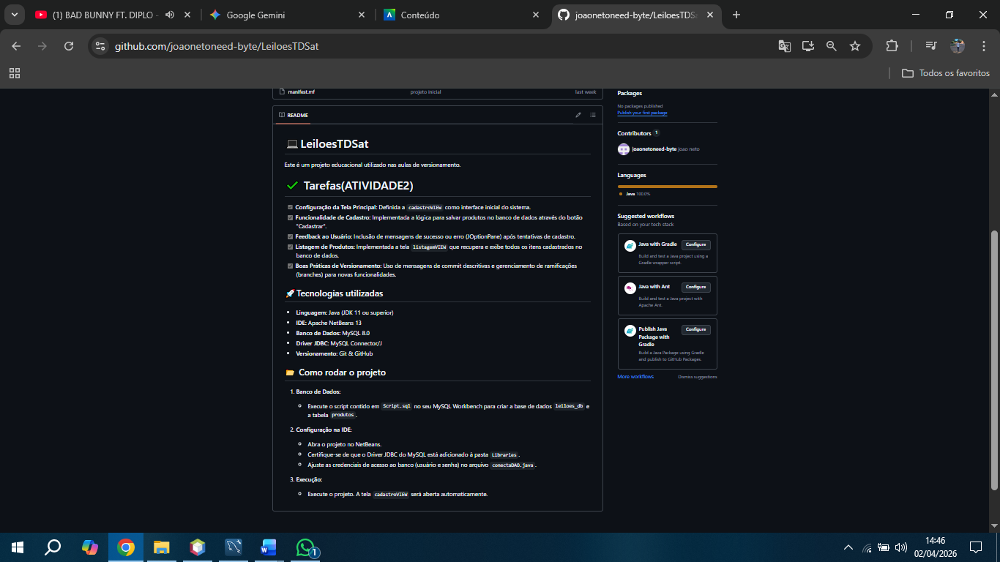 (1) BAD BUNNY FT. DIPLO -
Google Gemini
Conteúdo
joaonetoneed-byte/LeiloesTDSa
github.com/joaonetoneed-byte/LeiloesTDSat
Todos os favoritos
manifest.mf projeto inicial last week
README
LeiloesTDSat
Este é um projeto educacional utilizado nas aulas de versionamento.
Tarefas(ATIVIDADE2)
Configuração da Tela Principal: Definida a cadastroVIEW como interface inicial do sistema.
Funcionalidade de Cadastro: Implementada a lógica para salvar produtos no banco de dados através do botão
"Cadastrar".
Feedback ao Usuário: Inclusão de mensagens de sucesso ou erro (JOptionPane) após tentativas de cadastro.
Listagem de Produtos: Implementada a tela listagemVIEW que recupera e exibe todos os itens cadastrados no
banco de dados.
Boas Práticas de Versionamento: Uso de mensagens de commit descritivas e gerenciamento de ramificações
(branches) para novas funcionalidades.
Tecnologias utilizadas
Linguagem: Java (JDK 11 ou superior)
IDE: Apache NetBeans 13
Banco de Dados: MySQL 8.0
Driver JDBC: MySQL Connector/J
Versionamento: Git & GitHub
Como rodar o projeto
1. Banco de Dados:
Execute o script contido em Script.sql no seu MySQL Workbench para criar a base de dados leiloes_db e
a tabela produtos.
2. Configuração na IDE:
Abra o projeto no NetBeans.
Certifique-se de que o Driver JDBC do MySQL está adicionado à pasta Libraries.
Ajuste as credenciais de acesso ao banco (usuário e senha) no arquivo conectaDAO.java.
3. Execução:
Execute o projeto. A tela cadastroVIEW será aberta automaticamente.
Packages
No packages published
Publish your first package
Contributors 1
joaonetoneed-byte joao neto
Languages
Java 100.0%
Suggested workflows
Based on your tech stack
Java with Gradle Configure
Build and test a Java project using a
Gradle wrapper script.
Java with Ant Configure
Build and test a Java project with
Apache Ant.
Publish Java Configure
Package with
Gradle
Build a Java Package using Gradle
and publish to GitHub Packages.
More workflows Dismiss suggestions
1
14:46
02/04/2026